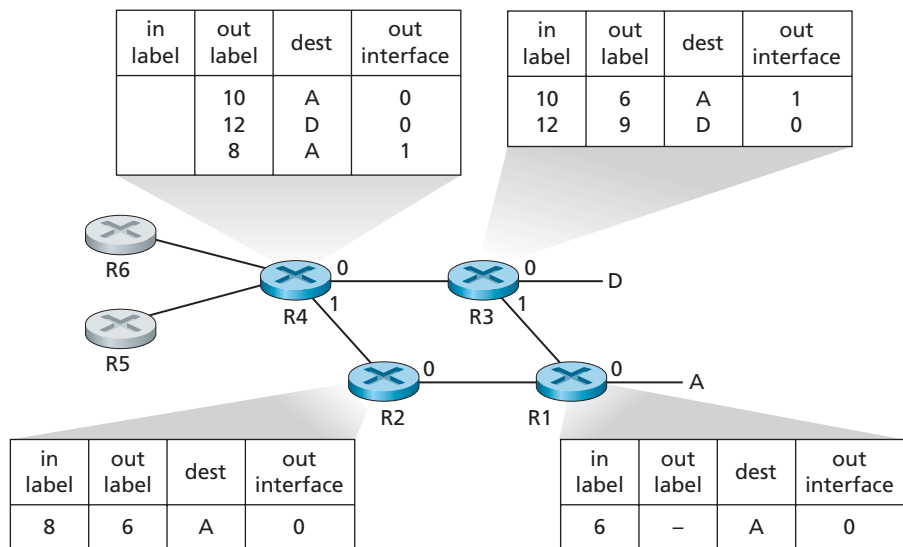 in label out label dest out interface
10 A 0
12 D 0
8 A 1
in label out label dest out interface
10 6 A 1
12 9 D 0
R6
R5
0
1
R4
0
1
R3
D
0
R2
0
R1
A
in label out label dest out interface
8 6 A 0
in label out label dest out interface
6 – A 0